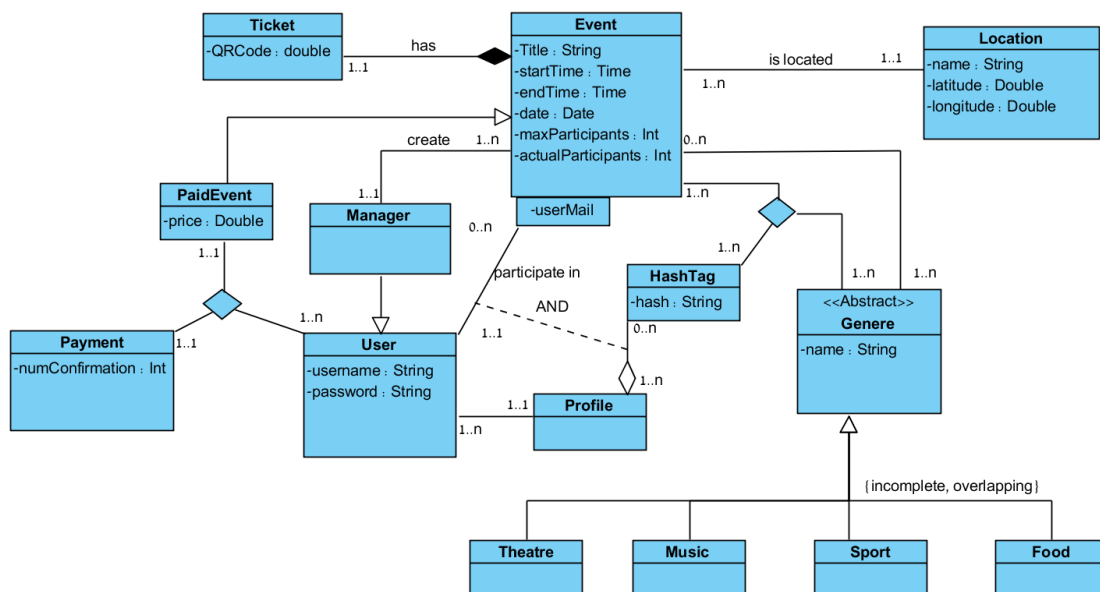 Ticket
-QRCode : double
has
1..1
Event
-Title : String
-startTime : Time
-endTime : Time
-date : Date
-maxParticipants : Int
-actualParticipants : Int
-userMail
is located
1..n
1..1
Location
-name : String
-latitude : Double
-longitude : Double
create
1..n
0..n
1..1
1..n
PaidEvent
-price : Double
1..1
Manager
0..n
participate in
AND
1..1
1..n
HashTag
-hash : String
0..n
1..n
1..n
1..n
<<Abstract>>
Genere
-name : String
Payment
-numConfirmation : Int
1..1
1..n
User
-username : String
-password : String
1..n
1..1
Profile
{incomplete, overlapping}
Theatre
Music
Sport
Food